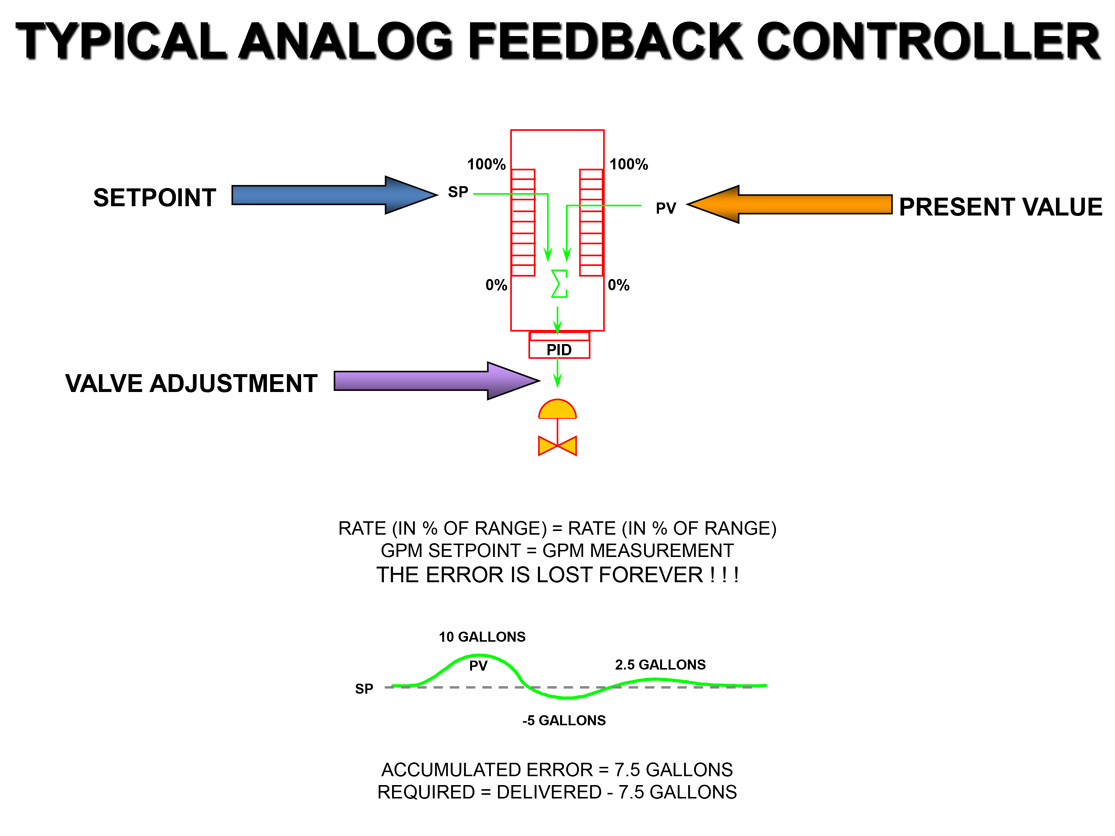 TYPICAL ANALOG FEEDBACK CONTROLLER
100%
100%
SETPOINT
SP
PV
PRESENT VALUE
0%
Σ
0%
PID
VALVE ADJUSTMENT
RATE (IN % OF RANGE) = RATE (IN % OF RANGE)
GPM SETPOINT = GPM MEASUREMENT
THE ERROR IS LOST FOREVER ! ! !
10 GALLONS
PV
2.5 GALLONS
SP
-5 GALLONS
ACCUMULATED ERROR = 7.5 GALLONS
REQUIRED = DELIVERED - 7.5 GALLONS